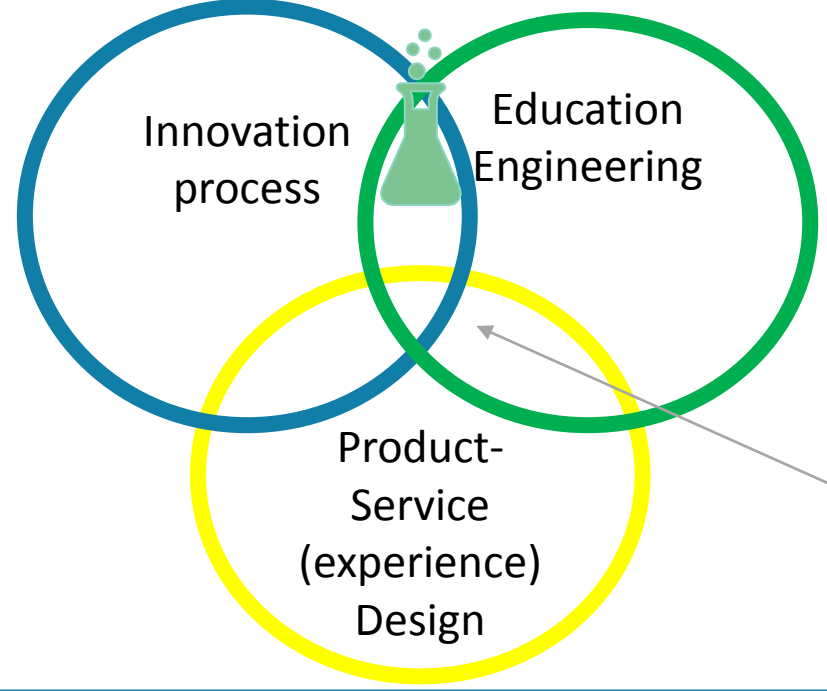 Innovation
process
Education
Engineering
Product-
Service
(experience)
Design